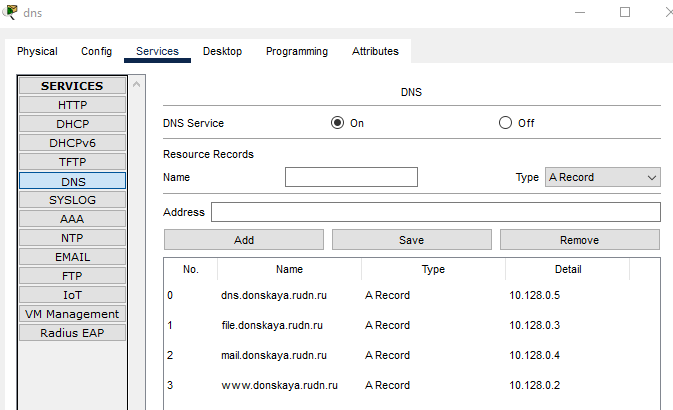 dns
Physical Config Services Desktop Programming Attributes
SERVICES
HTTP
DHCP
DHCPv6
TFTP
DNS
SYSLOG
AAA
NTP
EMAIL
FTP
IoT
VM Management
Radius EAP
DNS
DNS Service On Off
Resource Records
Name Type A Record
Address
Add Save Remove
No. Name Type Detail
0 dns.donskaya.rudn.ru A Record 10.128.0.5
1 file.donskaya.rudn.ru A Record 10.128.0.3
2 mail.donskaya.rudn.ru A Record 10.128.0.4
3 www.donskaya.rudn.ru A Record 10.128.0.2